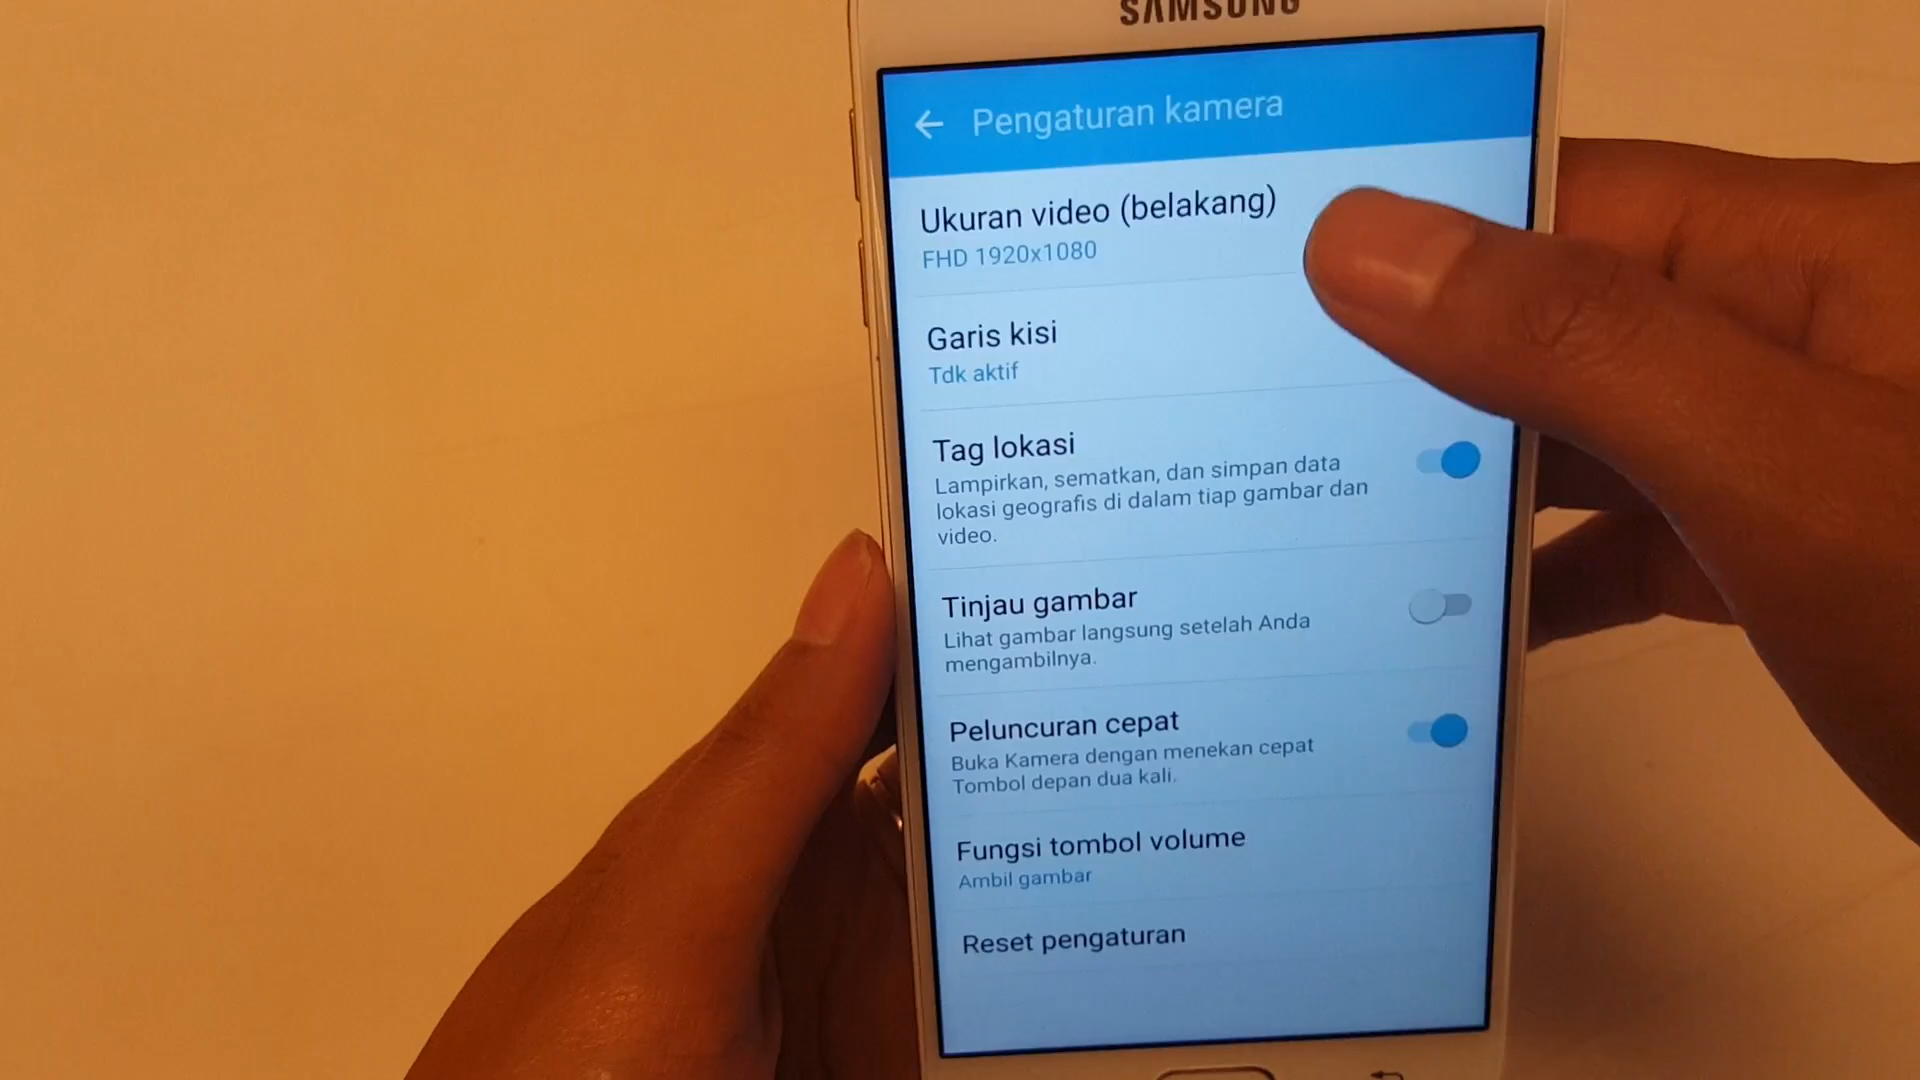 SAMSUNG
Pengaturan kamera
Ukuran video (belakang)
FHD 1920x1080
Garis kisi
Tdk aktif
Tag lokasi
Lampirkan, sematkan, dan simpan data
lokasi geografis di dalam tiap gambar dan
video.
Tinjau gambar
Lihat gambar langsung setelah Anda
mengambilnya.
Peluncuran cepat
Buka Kamera dengan menekan cepat
Tombol depan dua kali.
Fungsi tombol volume
Ambil gambar
Reset pengaturan